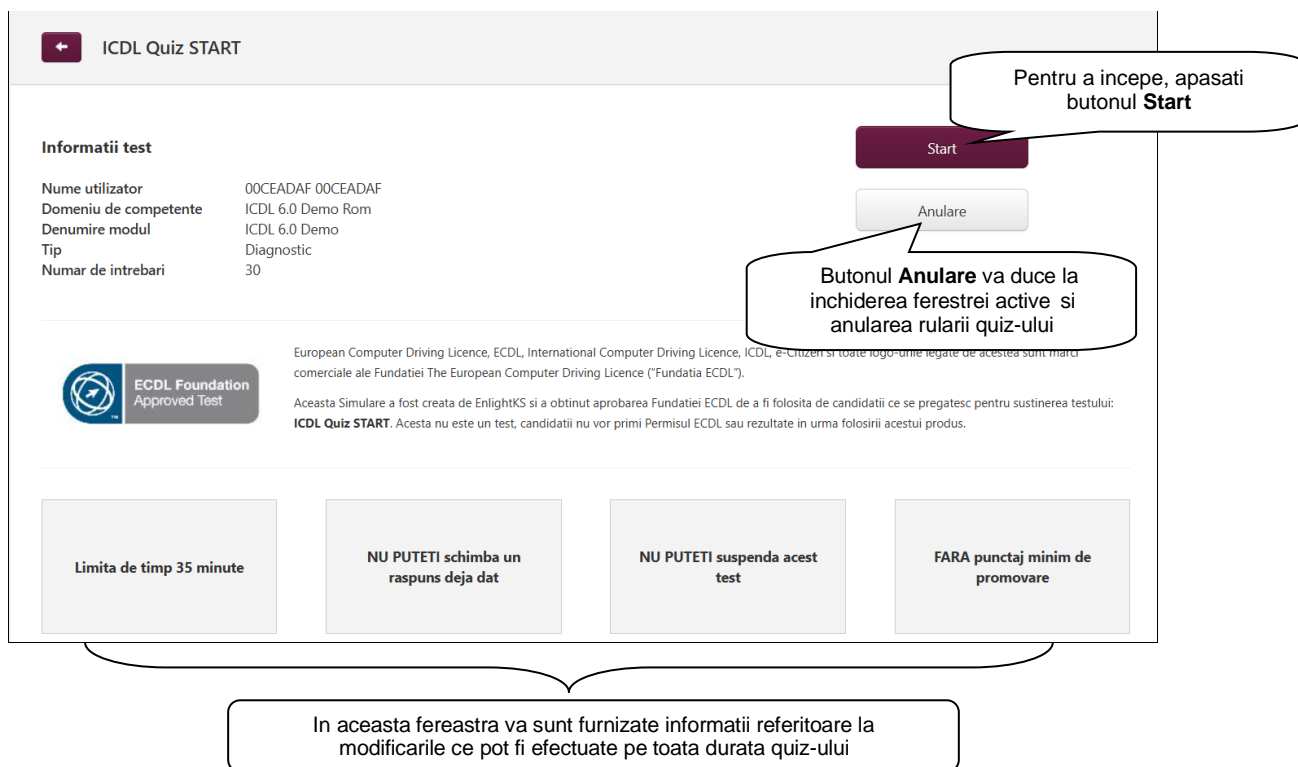 ICDL Quiz START
Pentru a incepe, apasati
butonul Start
Informatii test
Start
Nume utilizator 00CEADAF 00CEADAF
Domeniu de competente ICDL 6.0 Demo Rom
Anulare
Denumire modul ICDL 6.0 Demo
Tip Diagnostic
Numar de intrebari 30
Butonul Anulare va duce la
inchiderea ferestrei active si
anularea rularii quiz-ului
European Computer Driving Licence, ECDL, International Computer Driving Licence, ICDL, e-Citizen si toate logo-urile legate de acestea sunt marci
comerciale ale Fundatiei The European Computer Driving Licence ("Fundatia ECDL").
ECDL Foundation
Approved Test
TM
Aceasta Simulare a fost creata de EnlightKS si a obtinut aprobarea Fundatiei ECDL de a fi folosita de candidatii ce se pregatesc pentru sustinerea testului:
ICDL Quiz START. Acesta nu este un test, candidatii nu vor primi Permisul ECDL sau rezultate in urma folosirii acestui produs.
Limita de timp 35 minute
NU PUTETI schimba un
raspuns deja dat
NU PUTETI suspenda acest
test
FARA punctaj minim de
promovare
In aceasta fereastra va sunt furnizate informatii referitoare la
modificarile ce pot fi efectuate pe toata durata quiz-ului